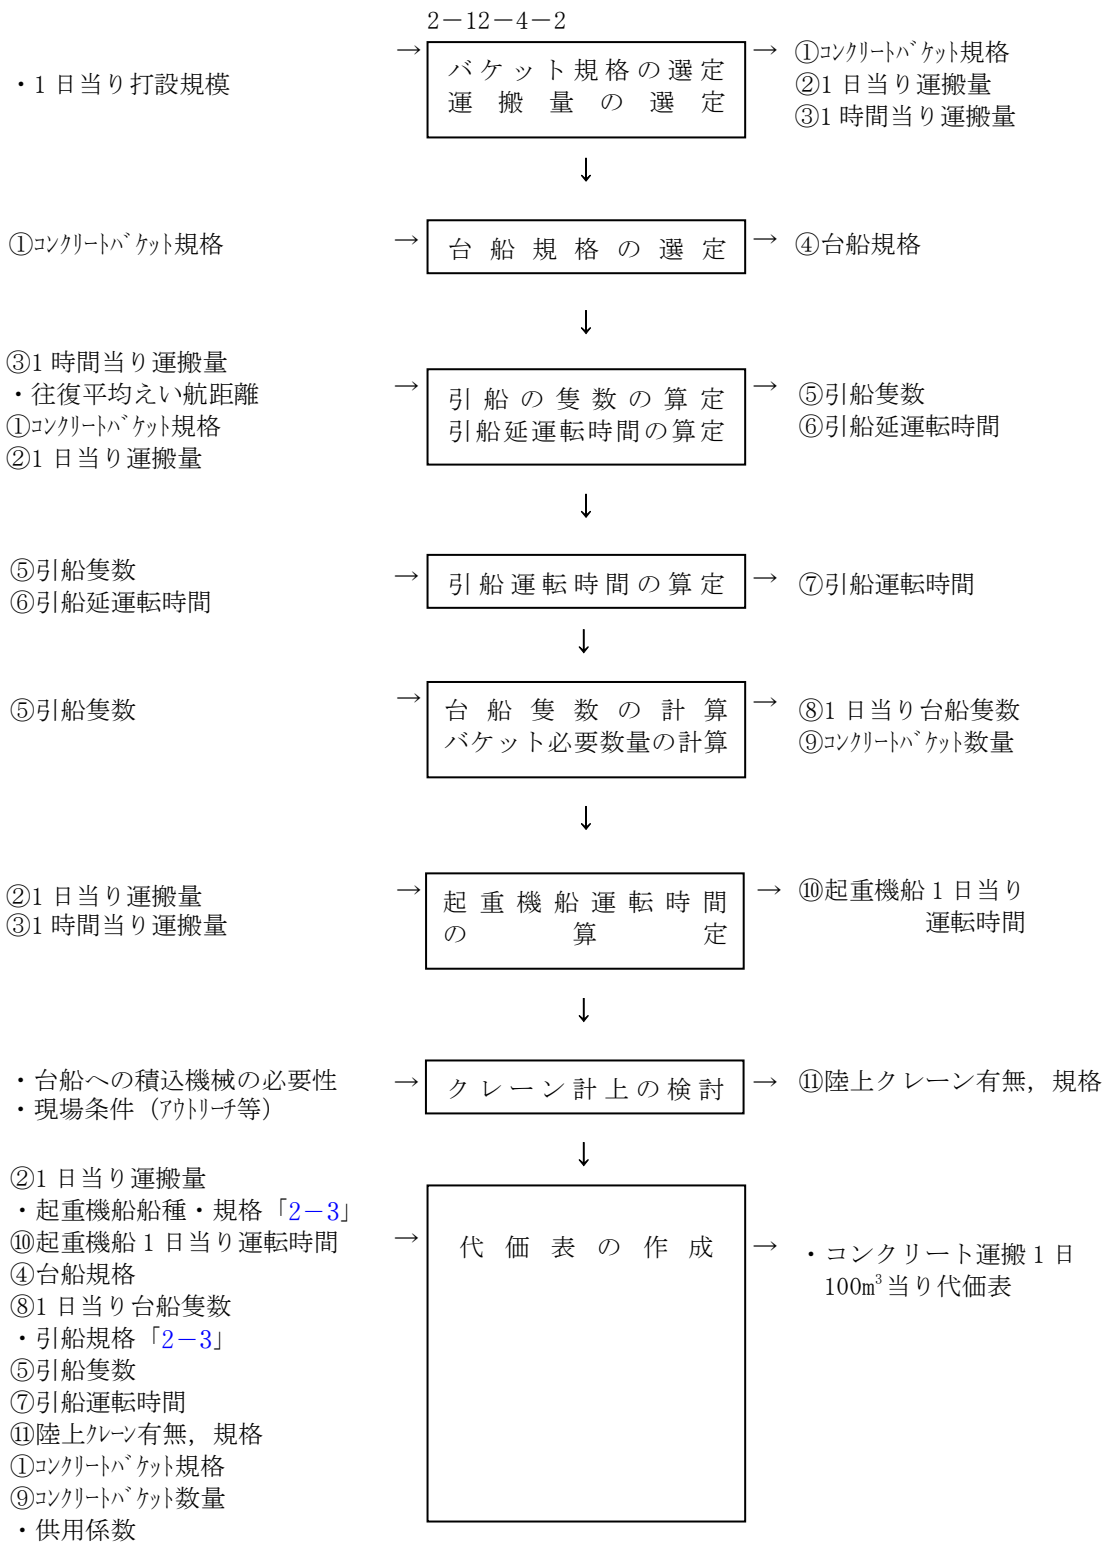 2－12－4－2
・1日当り打設規模
→
バケット規格の選定
運搬量の選定
→
①ｺﾝｸﾘｰﾄﾊﾞｹｯﾄ規格
②1日当り運搬量
③1時間当り運搬量
↓
①ｺﾝｸﾘｰﾄﾊﾞｹｯﾄ規格
→
台船規格の選定
→
④台船規格
↓
③1時間当り運搬量
・往復平均えい航距離
①ｺﾝｸﾘｰﾄﾊﾞｹｯﾄ規格
②1日当り運搬量
→
引船の隻数の算定
引船延運転時間の算定
→
⑤引船隻数
⑥引船延運転時間
↓
⑤引船隻数
⑥引船延運転時間
→
引船運転時間の算定
→
⑦引船運転時間
↓
⑤引船隻数
→
台船隻数の計算
バケット必要数量の計算
→
⑧1日当り台船隻数
⑨ｺﾝｸﾘｰﾄﾊﾞｹｯﾄ数量
↓
②1日当り運搬量
③1時間当り運搬量
→
起重機船運転時間
の算定
→
⑩起重機船1日当り
運転時間
↓
・台船への積込機械の必要性
・現場条件（ｱｳﾄﾘｰﾁ等）
→
クレーン計上の検討
→
⑪陸上クレーン有無，規格
↓
②1日当り運搬量
・起重機船船種・規格「2－3」
⑩起重機船1日当り運転時間
④台船規格
⑧1日当り台船隻数
・引船規格「2－3」
⑤引船隻数
⑦引船運転時間
⑪陸上ｸﾚｰﾝ有無，規格
①ｺﾝｸﾘｰﾄﾊﾞｹｯﾄ規格
⑨ｺﾝｸﾘｰﾄﾊﾞｹｯﾄ数量
・供用係数
→
代価表の作成
→
・コンクリート運搬1日
100m³当り代価表